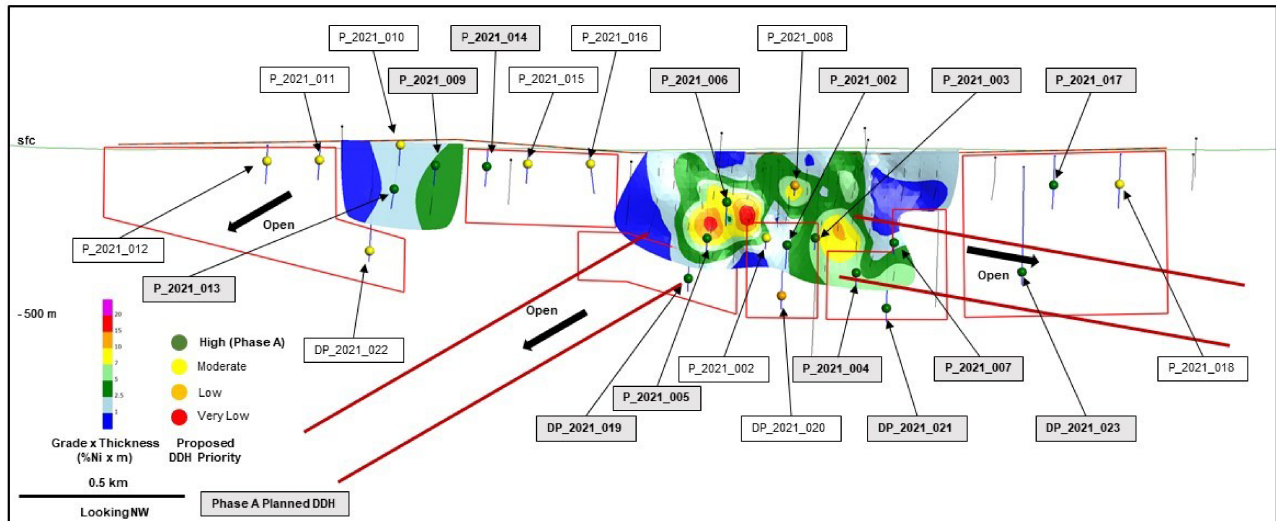 P_2021_010
P_2021_014
P_2021_016
P_2021_008
P_2021_011
P_2021_009
P_2021_015
P_2021_006
P_2021_002
P_2021_003
P_2021_017
sfc
Open
P_2021_012
Open
P_2021_013
- 500 m
Open
DP_2021_022
P_2021_002
P_2021_004
P_2021_007
P_2021_018
P_2021_005
DP_2021_019
DP_2021_020
DP_2021_021
DP_2021_023
20
15
10
7
5
2.5
1
High (Phase A)
Moderate
Low
Very Low
Grade x Thickness
(%Ni x m)
Proposed
DDH Priority
0.5 km
Looking NW
Phase A Planned DDH